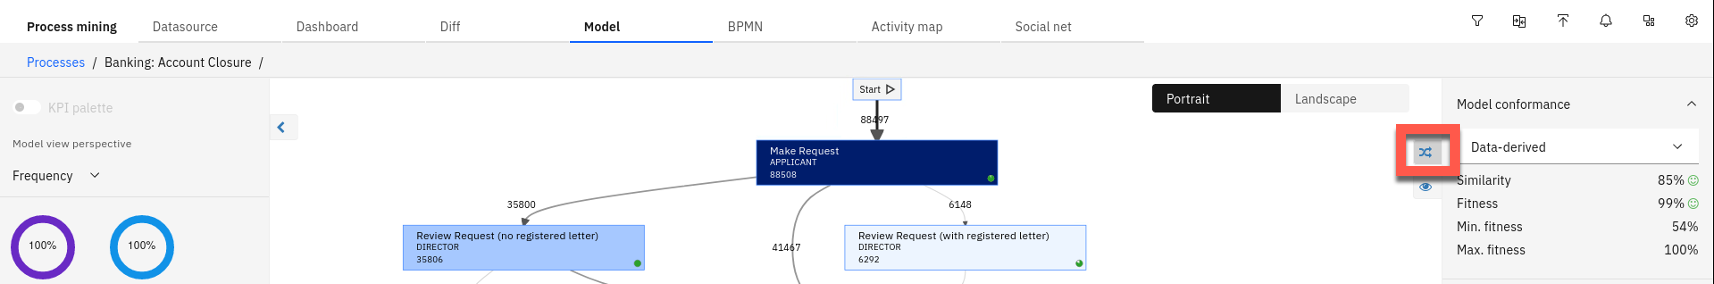 Process mining
Datasource
Dashboard
Diff
Model
BPMN
Activity map
Social net
Processes / Banking: Account Closure /
KPI palette
Model view perspective
Frequency
100%
100%
Start
88497
Make Request
APPLICANT
88508
35800
6148
41467
Review Request (no registered letter)
DIRECTOR
35806
Review Request (with registered letter)
DIRECTOR
6292
Portrait
Landscape
Model conformance
Data-derived
Similarity 85%
Fitness 99%
Min. fitness 54%
Max. fitness 100%